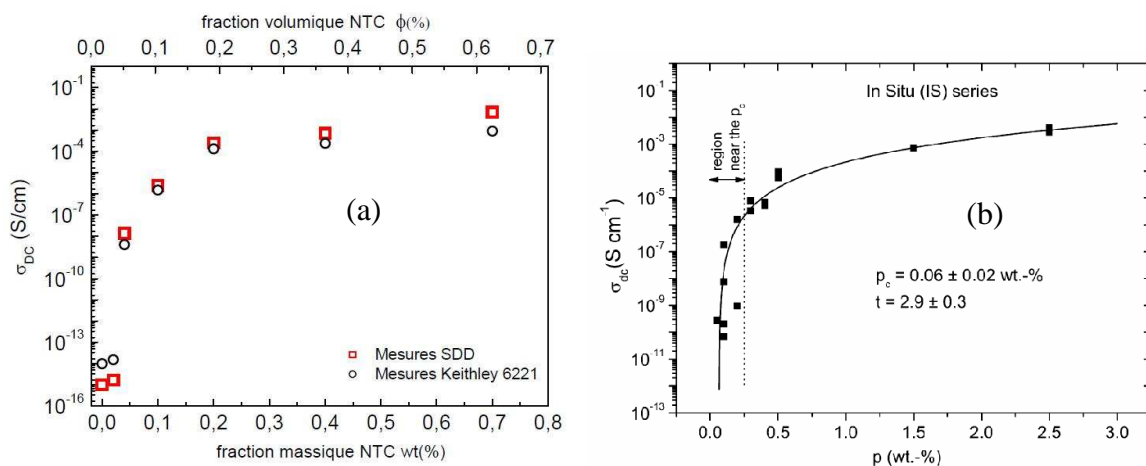 fraction volumique NTC ϕ(%)
0,0 0,1 0,2 0,3 0,4 0,5 0,6 0,7
10⁻¹
10⁻⁴
10⁻⁷
10⁻¹⁰
10⁻¹³
10⁻¹⁶
σ_DC (S/cm)
(a)
Mesures SDD
Mesures Keithley 6221
0,0 0,1 0,2 0,3 0,4 0,5 0,6 0,7 0,8
fraction massique NTC wt(%)
10¹
10⁻¹
10⁻³
10⁻⁵
10⁻⁷
10⁻⁹
10⁻¹¹
10⁻¹³
σ_dc(S cm⁻¹)
In Situ (IS) series
region
near the p_c
(b)
p_c = 0.06 ± 0.02 wt.-%
t = 2.9 ± 0.3
0.0 0.5 1.0 1.5 2.0 2.5 3.0
p (wt.-%)